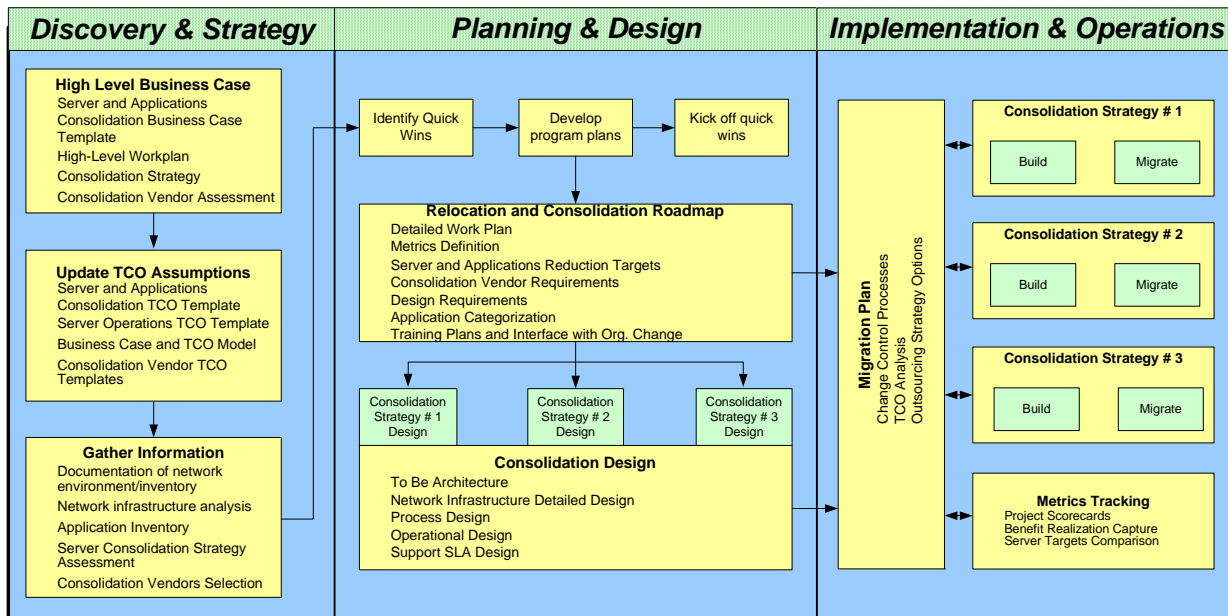 Discovery & Strategy
High Level Business Case
Server and Applications
Consolidation Business Case
Template
High-Level Workplan
Consolidation Strategy
Consolidation Vendor Assessment
Update TCO Assumptions
Server and Applications
Consolidation TCO Template
Server Operations TCO Template
Business Case and TCO Model
Consolidation Vendor TCO
Templates
Gather Information
Documentation of network
environment/inventory
Network infrastructure analysis
Application Inventory
Server Consolidation Strategy
Assessment
Consolidation Vendors Selection
Planning & Design
Identify Quick
Wins
Develop
program plans
Kick off quick
wins
Relocation and Consolidation Roadmap
Detailed Work Plan
Metrics Definition
Server and Applications Reduction Targets
Consolidation Vendor Requirements
Design Requirements
Application Categorization
Training Plans and Interface with Org. Change
Consolidation
Strategy # 1
Design
Consolidation
Strategy # 2
Design
Consolidation
Strategy # 3
Design
Consolidation Design
To Be Architecture
Network Infrastructure Detailed Design
Process Design
Operational Design
Support SLA Design
Implementation & Operations
Migration Plan
Change Control Processes
TCO Analysis
Outsourcing Strategy Options
Consolidation Strategy # 1
Build
Migrate
Consolidation Strategy # 2
Build
Migrate
Consolidation Strategy # 3
Build
Migrate
Metrics Tracking
Project Scorecards
Benefit Realization Capture
Server Targets Comparison